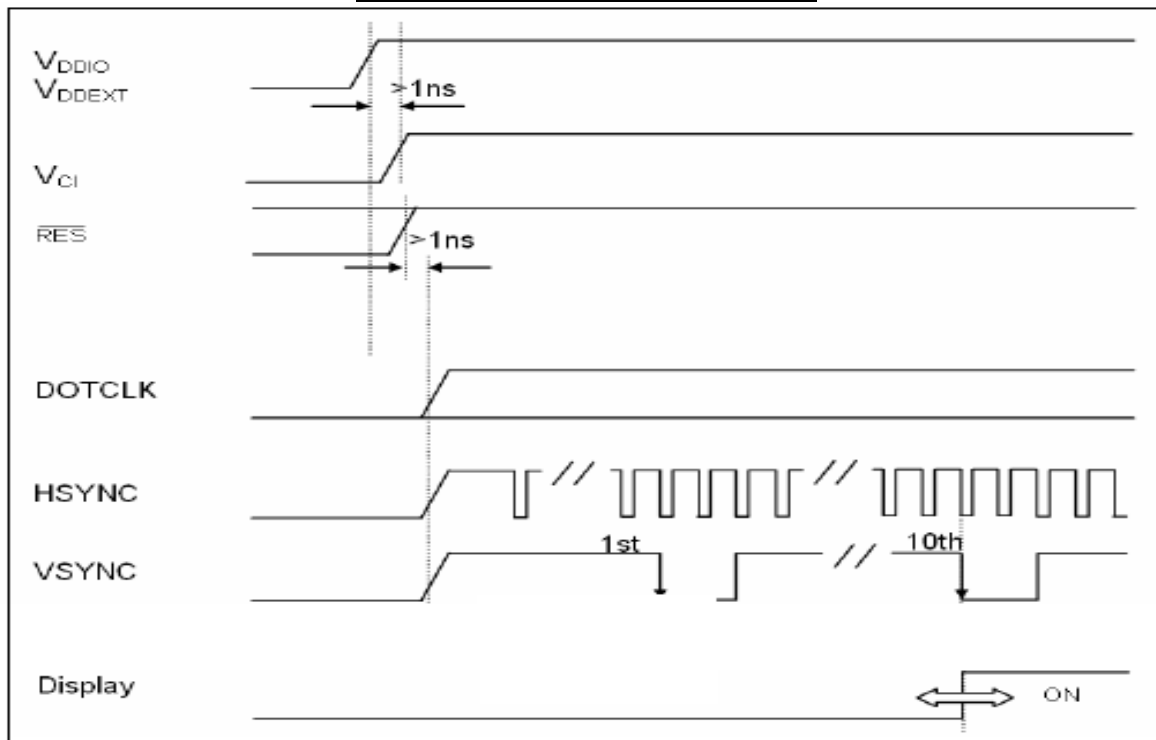 VDDIO
VDDEXT
>1ns
VCI
RES
>1ns
DOTCLK
HSYNC
1st
10th
VSYNC
Display
ON